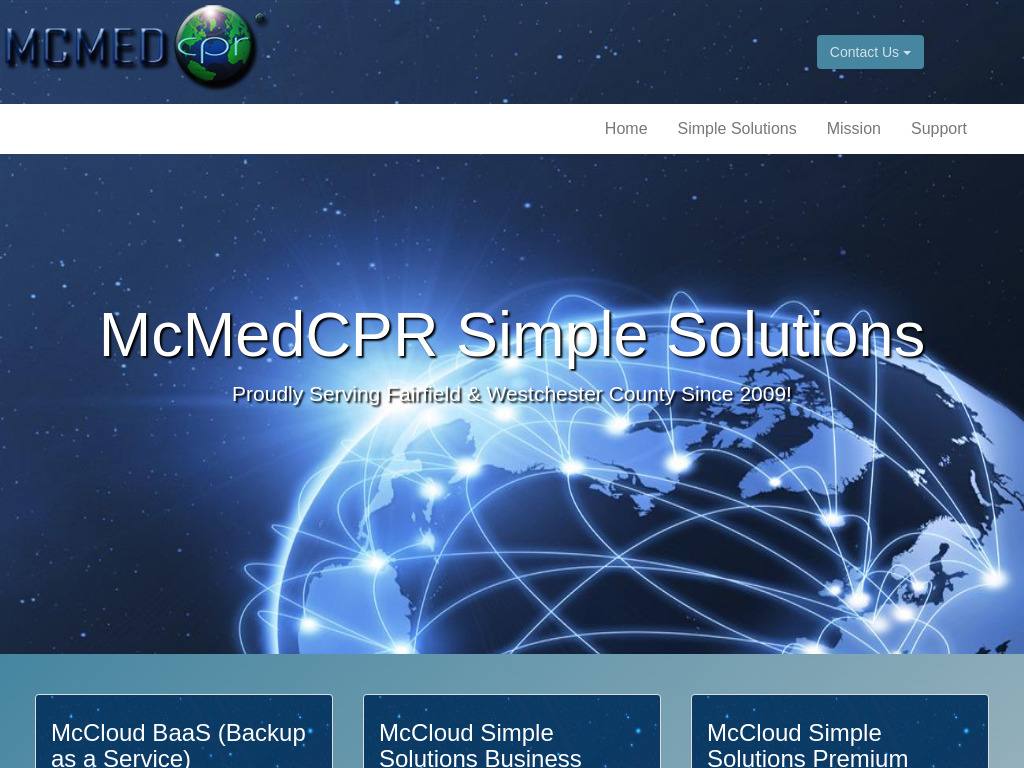 MCMED cpr
Contact Us
Home Simple Solutions Mission Support
McMedCPR Simple Solutions
Proudly Serving Fairfield & Westchester County Since 2009!
McCloud BaaS (Backup
as a Service)
McCloud Simple
Solutions Business
McCloud Simple
Solutions Premium